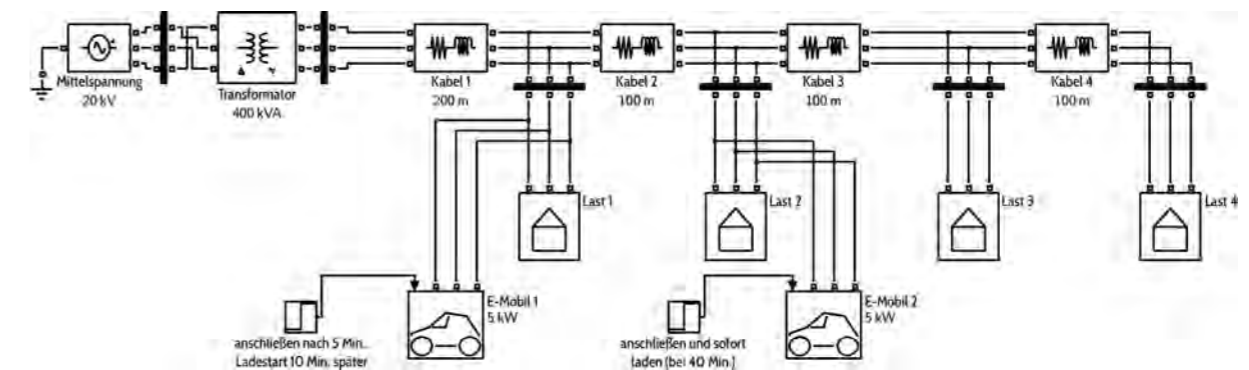 Mittelspannung
20 kV
Transformator
400 kVA
Kabel 1
200 m
Kabel 2
100 m
Kabel 3
100 m
Kabel 4
100 m
Last 1
Last 2
Last 3
Last 4
E-Mobil 1
5 kW
anschließen nach 5 Min.
Ladestart 10 Min. später
E-Mobil 2
5 kW
anschließen und sofort
laden (bei 40 Min.)